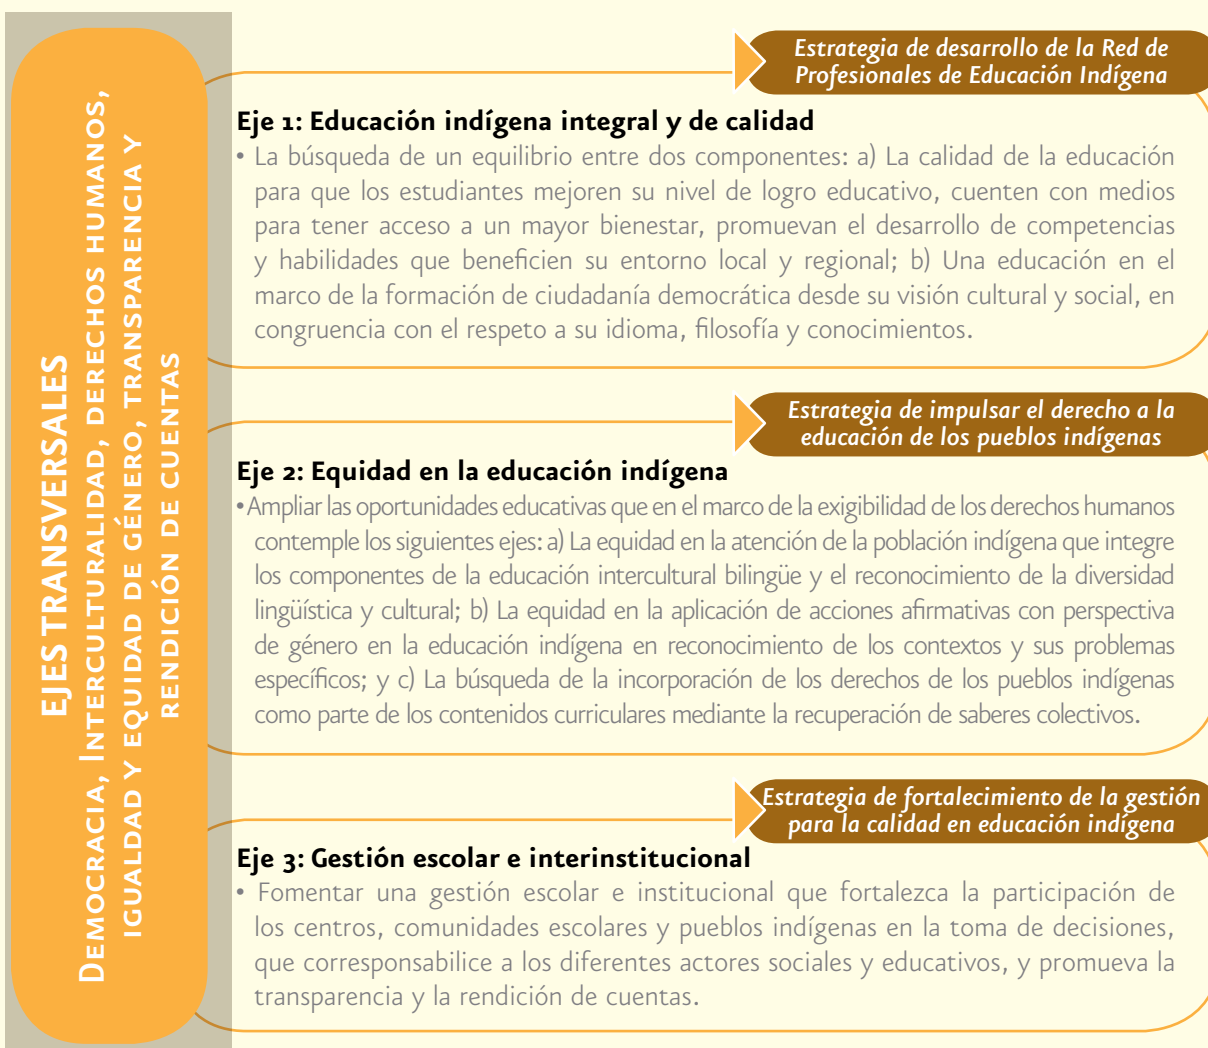 EJES TRANSVERSALES
Democracia, Interculturalidad, derechos humanos,
igualdad y equidad de género, transparencia y
rendición de cuentas
Estrategia de desarrollo de la Red de
Profesionales de Educación Indígena
Eje 1: Educación indígena integral y de calidad
• La búsqueda de un equilibrio entre dos componentes: a) La calidad de la educación
para que los estudiantes mejoren su nivel de logro educativo, cuenten con medios
para tener acceso a un mayor bienestar, promuevan el desarrollo de competencias
y habilidades que beneficien su entorno local y regional; b) Una educación en el
marco de la formación de ciudadanía democrática desde su visión cultural y social, en
congruencia con el respeto a su idioma, filosofía y conocimientos.
Estrategia de impulsar el derecho a la
educación de los pueblos indígenas
Eje 2: Equidad en la educación indígena
• Ampliar las oportunidades educativas que en el marco de la exigibilidad de los derechos humanos
contemple los siguientes ejes: a) La equidad en la atención de la población indígena que integre
los componentes de la educación intercultural bilingüe y el reconocimiento de la diversidad
lingüística y cultural; b) La equidad en la aplicación de acciones afirmativas con perspectiva
de género en la educación indígena en reconocimiento de los contextos y sus problemas
específicos; y c) La búsqueda de la incorporación de los derechos de los pueblos indígenas
como parte de los contenidos curriculares mediante la recuperación de saberes colectivos.
Estrategia de fortalecimiento de la gestión
para la calidad en educación indígena
Eje 3: Gestión escolar e interinstitucional
• Fomentar una gestión escolar e institucional que fortalezca la participación de
los centros, comunidades escolares y pueblos indígenas en la toma de decisiones,
que corresponsabilice a los diferentes actores sociales y educativos, y promueva la
transparencia y la rendición de cuentas.